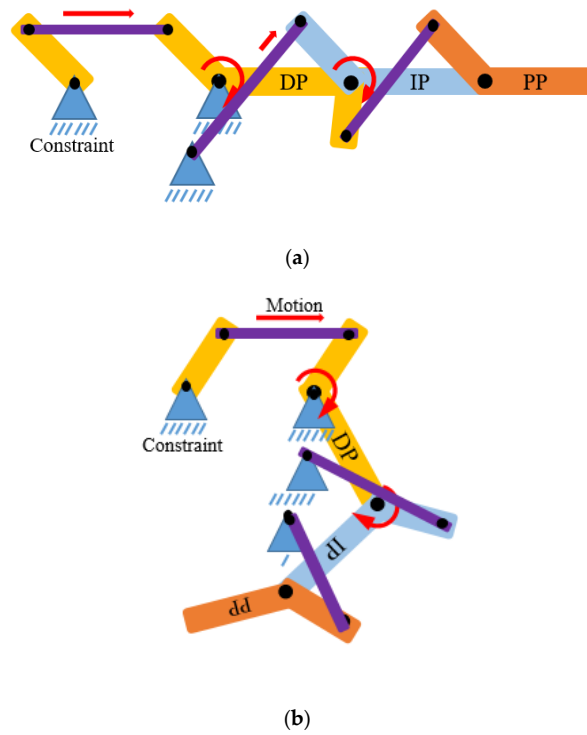 DP
IP
PP
Constraint
(a)
Motion
Constraint
DP
IP
PP
(b)